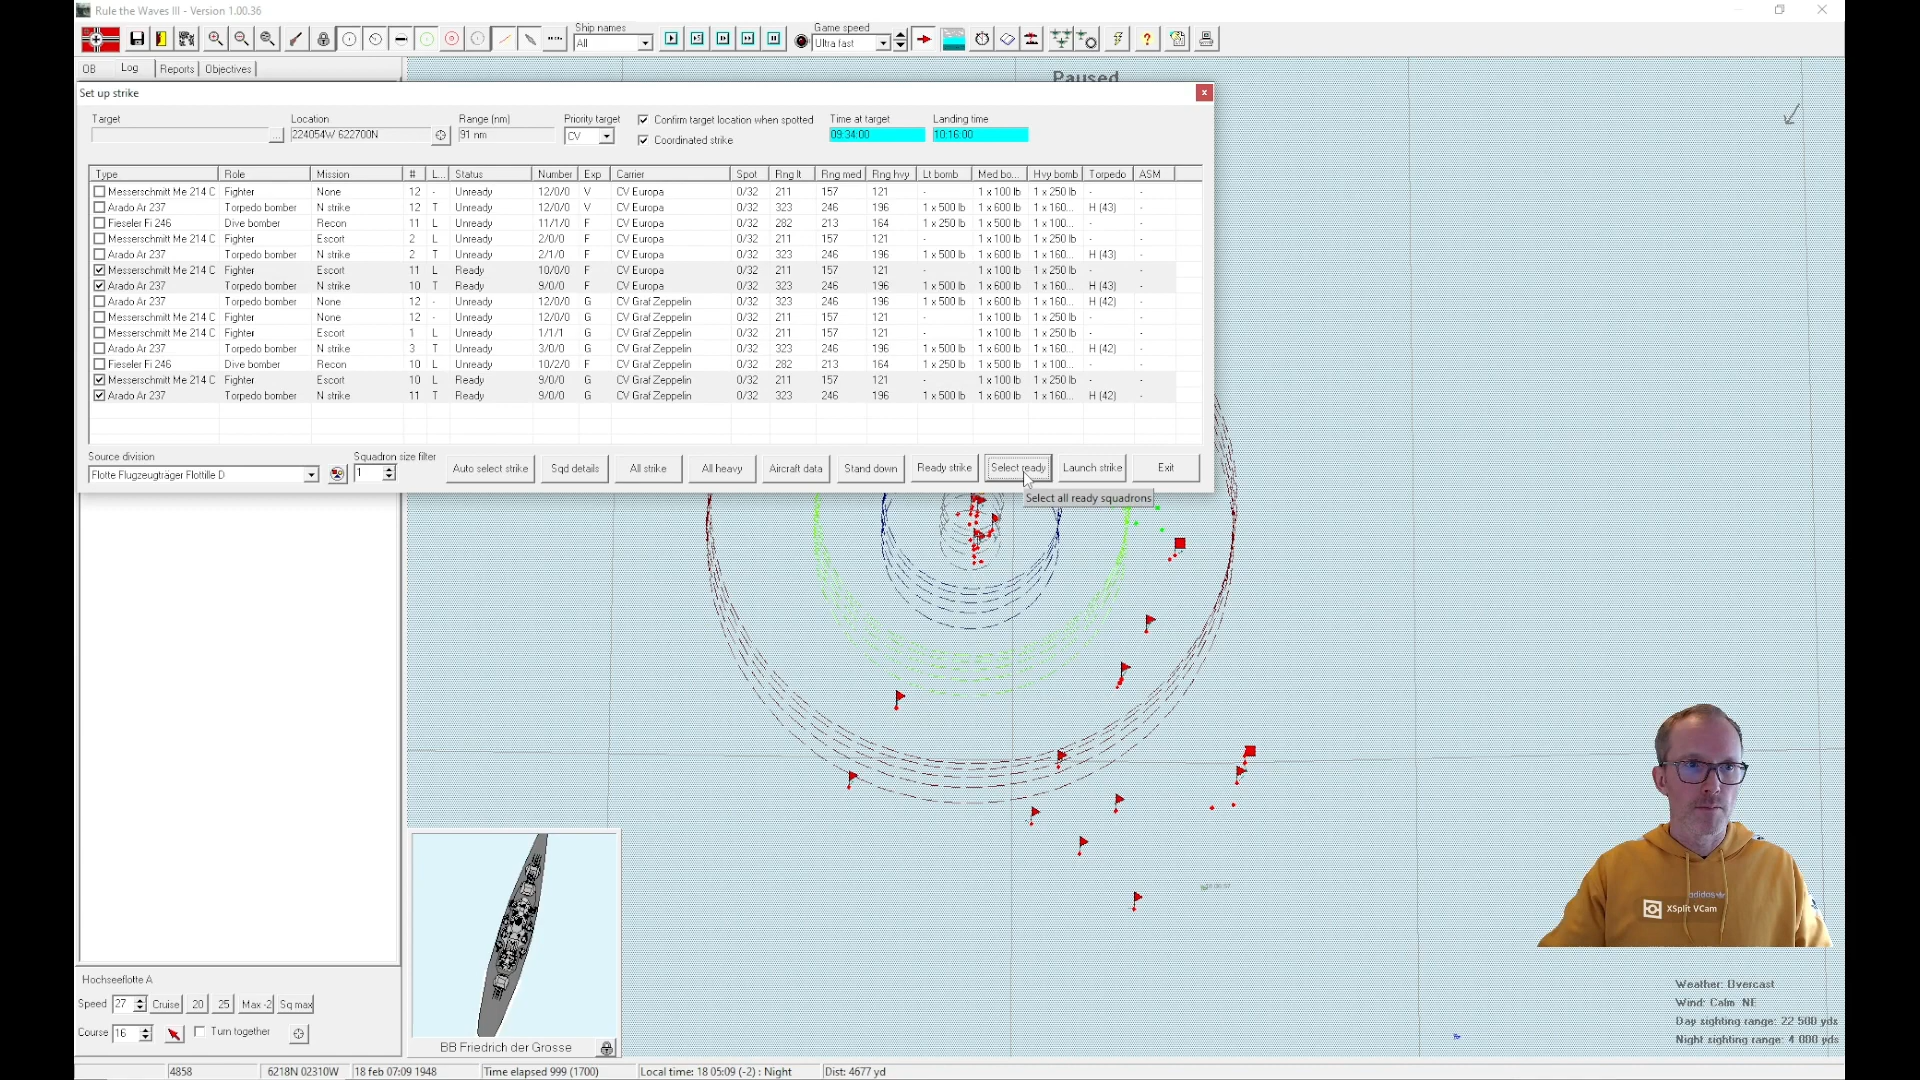 Rule the Waves III - Version 1.00.36
Ship names
All
Game speed
Ultra fast
OB Log Reports Objectives
Paused
Set up strike
Target Location Range (nm) Priority target Confirm target location when spotted Time at target Landing time
... 224054W 622700N 91 nm CV Coordinated strike 09:34:00 10:16:00
Type Role Mission # L... Status Number Exp Carrier Spot Rng lt Rng med Rng hvy Lt bomb Med bo... Hvy bomb Torpedo ASM
Messerschmitt Me 214 C Fighter None 12 - Unready 12/0/0 V CV Europa 0/32 211 157 121 - 1 x 100 lb 1 x 250 lb - -
Arado Ar 237 Torpedo bomber N strike 12 T Unready 12/0/0 V CV Europa 0/32 323 246 196 1 x 500 lb 1 x 600 lb 1 x 160... H (43) -
Fieseler Fi 246 Dive bomber Recon 11 L Unready 11/1/0 F CV Europa 0/32 282 213 164 1 x 250 lb 1 x 500 lb 1 x 100... - -
Messerschmitt Me 214 C Fighter Escort 2 L Unready 2/0/0 F CV Europa 0/32 211 157 121 - 1 x 100 lb 1 x 250 lb - -
Arado Ar 237 Torpedo bomber N strike 2 T Unready 2/1/0 F CV Europa 0/32 323 246 196 1 x 500 lb 1 x 600 lb 1 x 160... H (43) -
Messerschmitt Me 214 C Fighter Escort 11 L Ready 10/0/0 F CV Europa 0/32 211 157 121 - 1 x 100 lb 1 x 250 lb - -
Arado Ar 237 Torpedo bomber N strike 10 T Ready 9/0/0 F CV Europa 0/32 323 246 196 1 x 500 lb 1 x 600 lb 1 x 160... H (43) -
Arado Ar 237 Torpedo bomber None 12 - Unready 12/0/0 G CV Graf Zeppelin 0/32 323 246 196 1 x 500 lb 1 x 600 lb 1 x 160... H (42) -
Messerschmitt Me 214 C Fighter None 12 - Unready 12/0/0 G CV Graf Zeppelin 0/32 211 157 121 - 1 x 100 lb 1 x 250 lb - -
Messerschmitt Me 214 C Fighter Escort 1 L Unready 1/1/1 G CV Graf Zeppelin 0/32 211 157 121 - 1 x 100 lb 1 x 250 lb - -
Arado Ar 237 Torpedo bomber N strike 3 T Unready 3/0/0 G CV Graf Zeppelin 0/32 323 246 196 1 x 500 lb 1 x 600 lb 1 x 160... H (42) -
Fieseler Fi 246 Dive bomber Recon 10 L Unready 10/2/0 F CV Graf Zeppelin 0/32 282 213 164 1 x 250 lb 1 x 500 lb 1 x 100... - -
Messerschmitt Me 214 C Fighter Escort 10 L Ready 9/0/0 G CV Graf Zeppelin 0/32 211 157 121 - 1 x 100 lb 1 x 250 lb - -
Arado Ar 237 Torpedo bomber N strike 11 T Ready 9/0/0 G CV Graf Zeppelin 0/32 323 246 196 1 x 500 lb 1 x 600 lb 1 x 160... H (42) -
Source division Squadron size filter
Flotte Flugzeugträger Flottille D 1 Auto select strike Sqd details All strike All heavy Aircraft data Stand down Ready strike Select ready Launch strike Exit
Select all ready squadrons
adidas
XSplit VCam
Hochseeflotte A
Speed 27 Cruise 20 25 Max -2 Sq max
Course 16 Turn together
BB Friedrich der Grosse
Weather: Overcast
Wind: Calm NE
Day sighting range: 22 500 yds
Night sighting range: 4 000 yds
4858 6218N 02310W 18 feb 07:09 1948 Time elapsed 999 (1700) Local time: 18 05:09 (-2) : Night Dist: 4677 yd